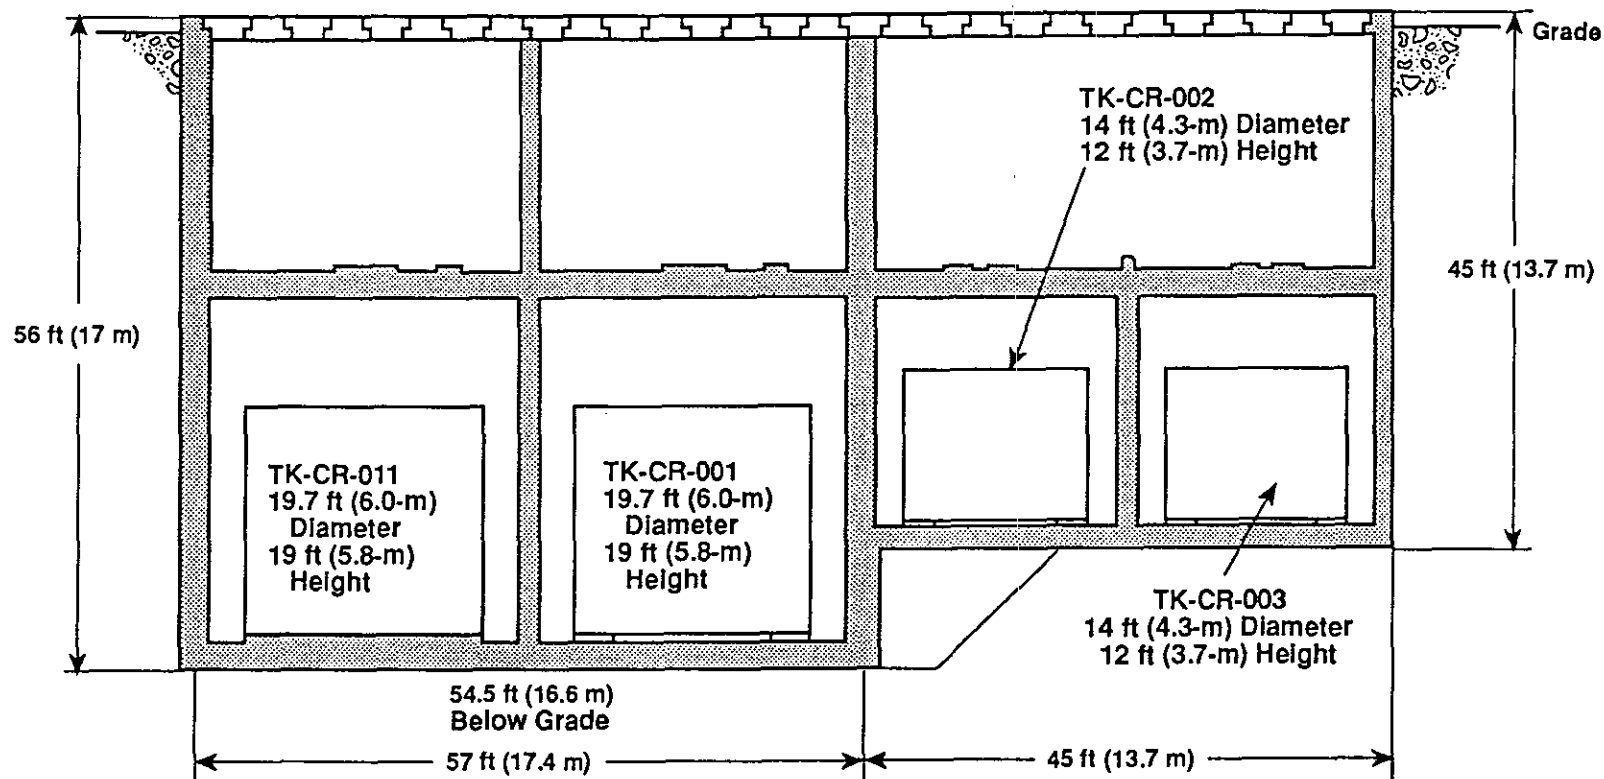 Grade
TK-CR-002
14 ft (4.3-m) Diameter
12 ft (3.7-m) Height
45 ft (13.7 m)
56 ft (17 m)
TK-CR-011
19.7 ft (6.0-m)
Diameter
19 ft (5.8-m)
Height
TK-CR-001
19.7 ft (6.0-m)
Diameter
19 ft (5.8-m)
Height
TK-CR-003
14 ft (4.3-m) Diameter
12 ft (3.7-m) Height
54.5 ft (16.6 m)
Below Grade
57 ft (17.4 m)
45 ft (13.7 m)